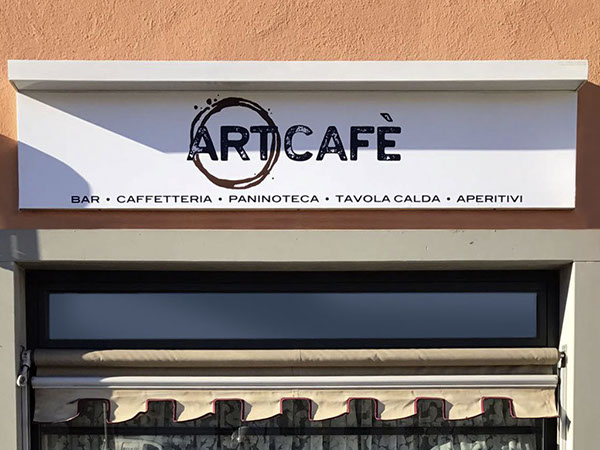 ARTCAFÈ
BAR • CAFFETTERIA • PANINOTECA • TAVOLA CALDA • APERITIVI